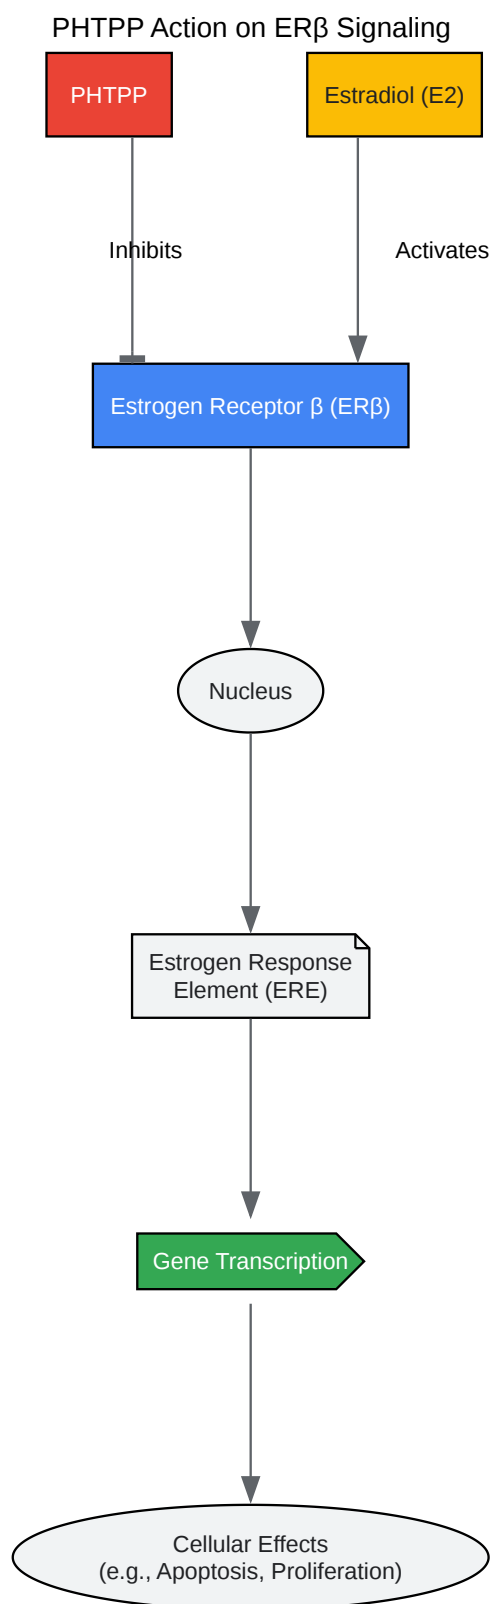 PHTPP Action on ERβ Signaling
PHTPP
Estradiol (E2)
Inhibits
Activates
Estrogen Receptor β (ERβ)
Nucleus
Estrogen Response
Element (ERE)
Gene Transcription
Cellular Effects
(e.g., Apoptosis, Proliferation)